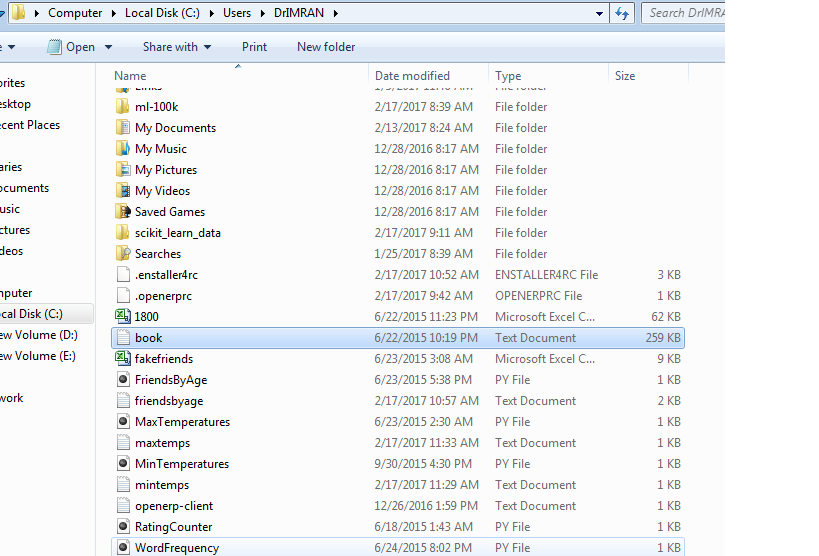 Computer Local Disk (C:) Users DrIMRAN Search DrIMRA
Open Share with Print New folder
Name Date modified Type Size
ml-100k 2/17/2017 8:39 AM File folder
My Documents 2/13/2017 8:24 AM File folder
My Music 12/28/2016 8:17 AM File folder
My Pictures 12/28/2016 8:17 AM File folder
My Videos 12/28/2016 8:17 AM File folder
Saved Games 12/28/2016 8:17 AM File folder
scikit_learn_data 2/17/2017 9:11 AM File folder
Searches 1/25/2017 8:39 AM File folder
.enstaller4rc 2/17/2017 10:52 AM ENSTALLER4RC File 3 KB
.openerprc 2/17/2017 9:42 AM OPENERPRC File 1 KB
1800 6/22/2015 11:23 PM Microsoft Excel C... 62 KB
book 6/22/2015 10:19 PM Text Document 259 KB
fakefriends 6/23/2015 3:08 AM Microsoft Excel C... 9 KB
FriendsByAge 6/23/2015 5:38 PM PY File 1 KB
friendsbyage 2/17/2017 10:57 AM Text Document 2 KB
MaxTemperatures 6/23/2015 2:30 AM PY File 1 KB
maxtemps 2/17/2017 11:33 AM Text Document 1 KB
MinTemperatures 9/30/2015 4:30 PM PY File 1 KB
mintemps 2/17/2017 11:29 AM Text Document 1 KB
openerp-client 12/26/2016 1:59 PM Text Document 1 KB
RatingCounter 6/18/2015 1:43 AM PY File 1 KB
WordFrequency 6/24/2015 8:02 PM PY File 1 KB
orites
esktop
ecent Places
aries
ocuments
usic
ctures
deos
mputer
cal Disk (C:)
ew Volume (D:)
ew Volume (E:)
work